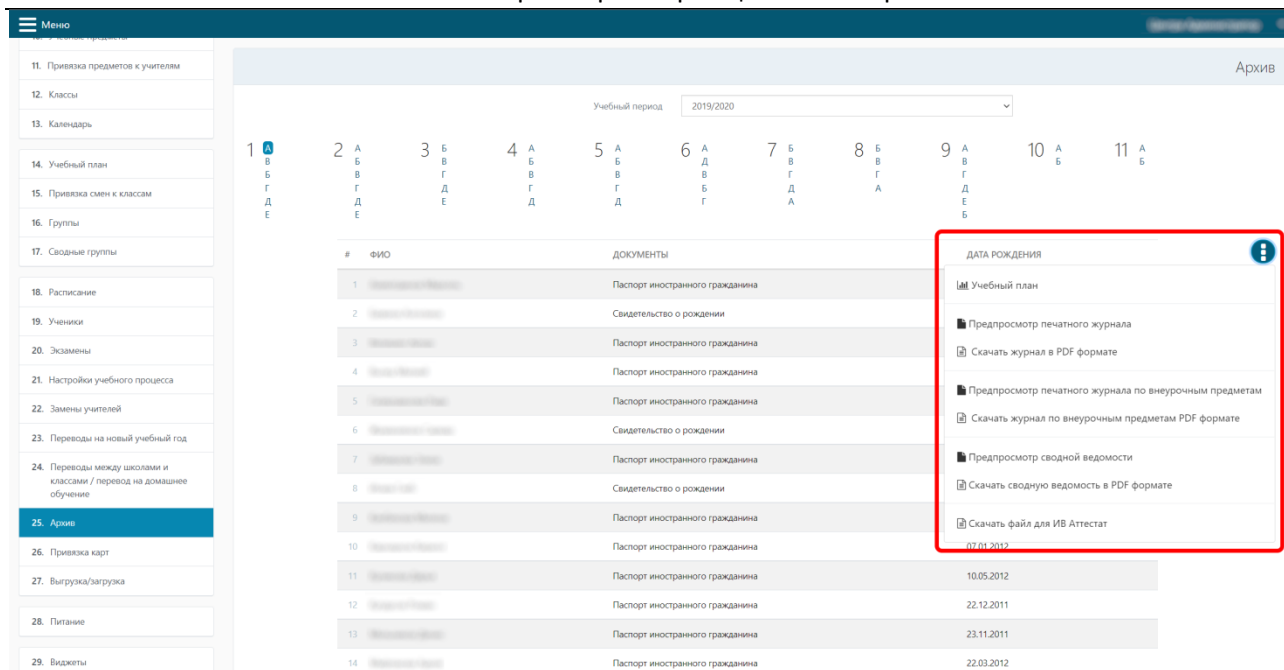 Меню
11. Привязка предметов к учителям
12. Классы
13. Календарь
14. Учебный план
15. Привязка смен к классам
16. Группы
17. Сводные группы
18. Расписание
19. Ученики
20. Экзамены
21. Настройки учебного процесса
22. Замены учителей
23. Переводы на новый учебный год
24. Переводы между школами и
классами / перевод на домашнее
обучение
25. Архив
26. Привязка карт
27. Выгрузка/загрузка
28. Питание
29. Виджеты
Архив
Учебный период 2019/2020
1 А 2 А 3 Б 4 А 5 А 6 А 7 Б 8 Б 9 А 10 А 11 А
В Б В Б Б Д В В В Б Б
Б В Г В В В Г Г Г
Г Г Д Г Г Б Д А Д
Д Д Е Д Д Г А Е
Е Е Б
# ФИО ДОКУМЕНТЫ ДАТА РОЖДЕНИЯ
1 Паспорт иностранного гражданина
2 Свидетельство о рождении
3 Паспорт иностранного гражданина
4 Паспорт иностранного гражданина
5 Паспорт иностранного гражданина
6 Свидетельство о рождении
7 Паспорт иностранного гражданина
8 Свидетельство о рождении
9 Паспорт иностранного гражданина
10 Паспорт иностранного гражданина 07.01.2012
11 Паспорт иностранного гражданина 10.05.2012
12 Паспорт иностранного гражданина 22.12.2011
13 Паспорт иностранного гражданина 23.11.2011
14 Паспорт иностранного гражданина 22.03.2012
Учебный план
Предпросмотр печатного журнала
Скачать журнал в PDF формате
Предпросмотр печатного журнала по внеурочным предметам
Скачать журнал по внеурочным предметам PDF формате
Предпросмотр сводной ведомости
Скачать сводную ведомость в PDF формате
Скачать файл для ИВ Аттестат